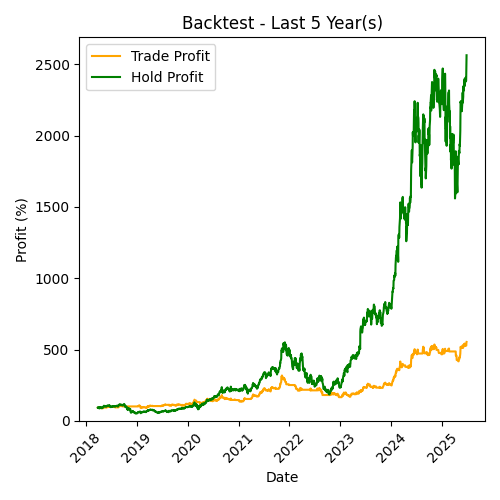 Backtest - Last 5 Year(s)
Trade Profit
Hold Profit
Profit (%)
2500
2000
1500
1000
500
0
2018 2019 2020 2021 2022 2023 2024 2025
Date